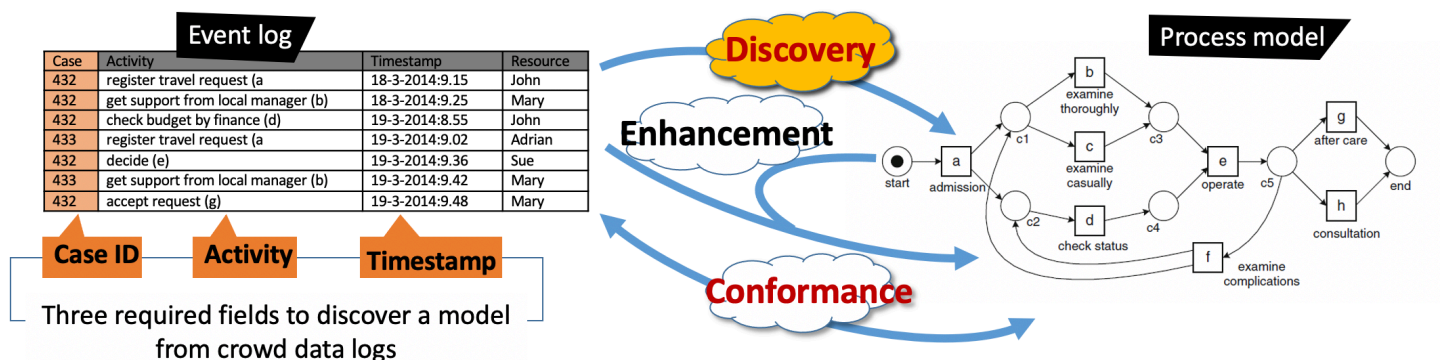 Event log
Case Activity Timestamp Resource
432 register travel request (a 18-3-2014:9.15 John
432 get support from local manager (b) 18-3-2014:9.25 Mary
432 check budget by finance (d) 19-3-2014:8.55 John
433 register travel request (a 19-3-2014:9.02 Adrian
432 decide (e) 19-3-2014:9.36 Sue
433 get support from local manager (b) 19-3-2014:9.42 Mary
432 accept request (g) 19-3-2014:9.48 Mary
Case ID
Activity
Timestamp
Three required fields to discover a model
from crowd data logs
Discovery
Enhancement
Conformance
Process model
start
a
admission
c1
c2
b
examine
thoroughly
c
examine
casually
d
check status
c3
c4
e
operate
c5
f
examine
complications
g
after care
h
consultation
end